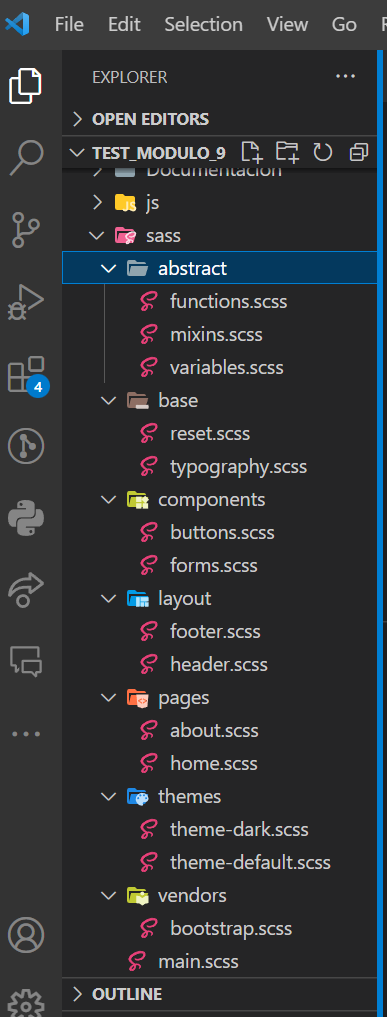 File Edit Selection View Go
EXPLORER
OPEN EDITORS
TEST_MODULO_9
Documentacion
js
sass
abstract
functions.scss
mixins.scss
variables.scss
base
reset.scss
typography.scss
components
buttons.scss
forms.scss
layout
footer.scss
header.scss
pages
about.scss
home.scss
themes
theme-dark.scss
theme-default.scss
vendors
bootstrap.scss
main.scss
OUTLINE
4